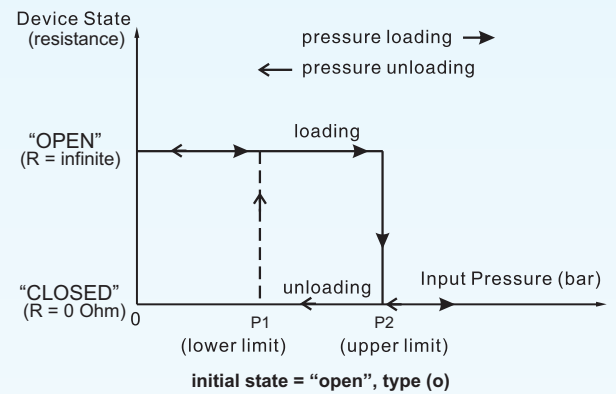 Device State
(resistance)
pressure loading
pressure unloading
loading
“OPEN”
(R = infinite)
unloading
Input Pressure (bar)
“CLOSED”
(R = 0 Ohm)
0
P1
P2
(lower limit)
(upper limit)
initial state = “open”, type (o)